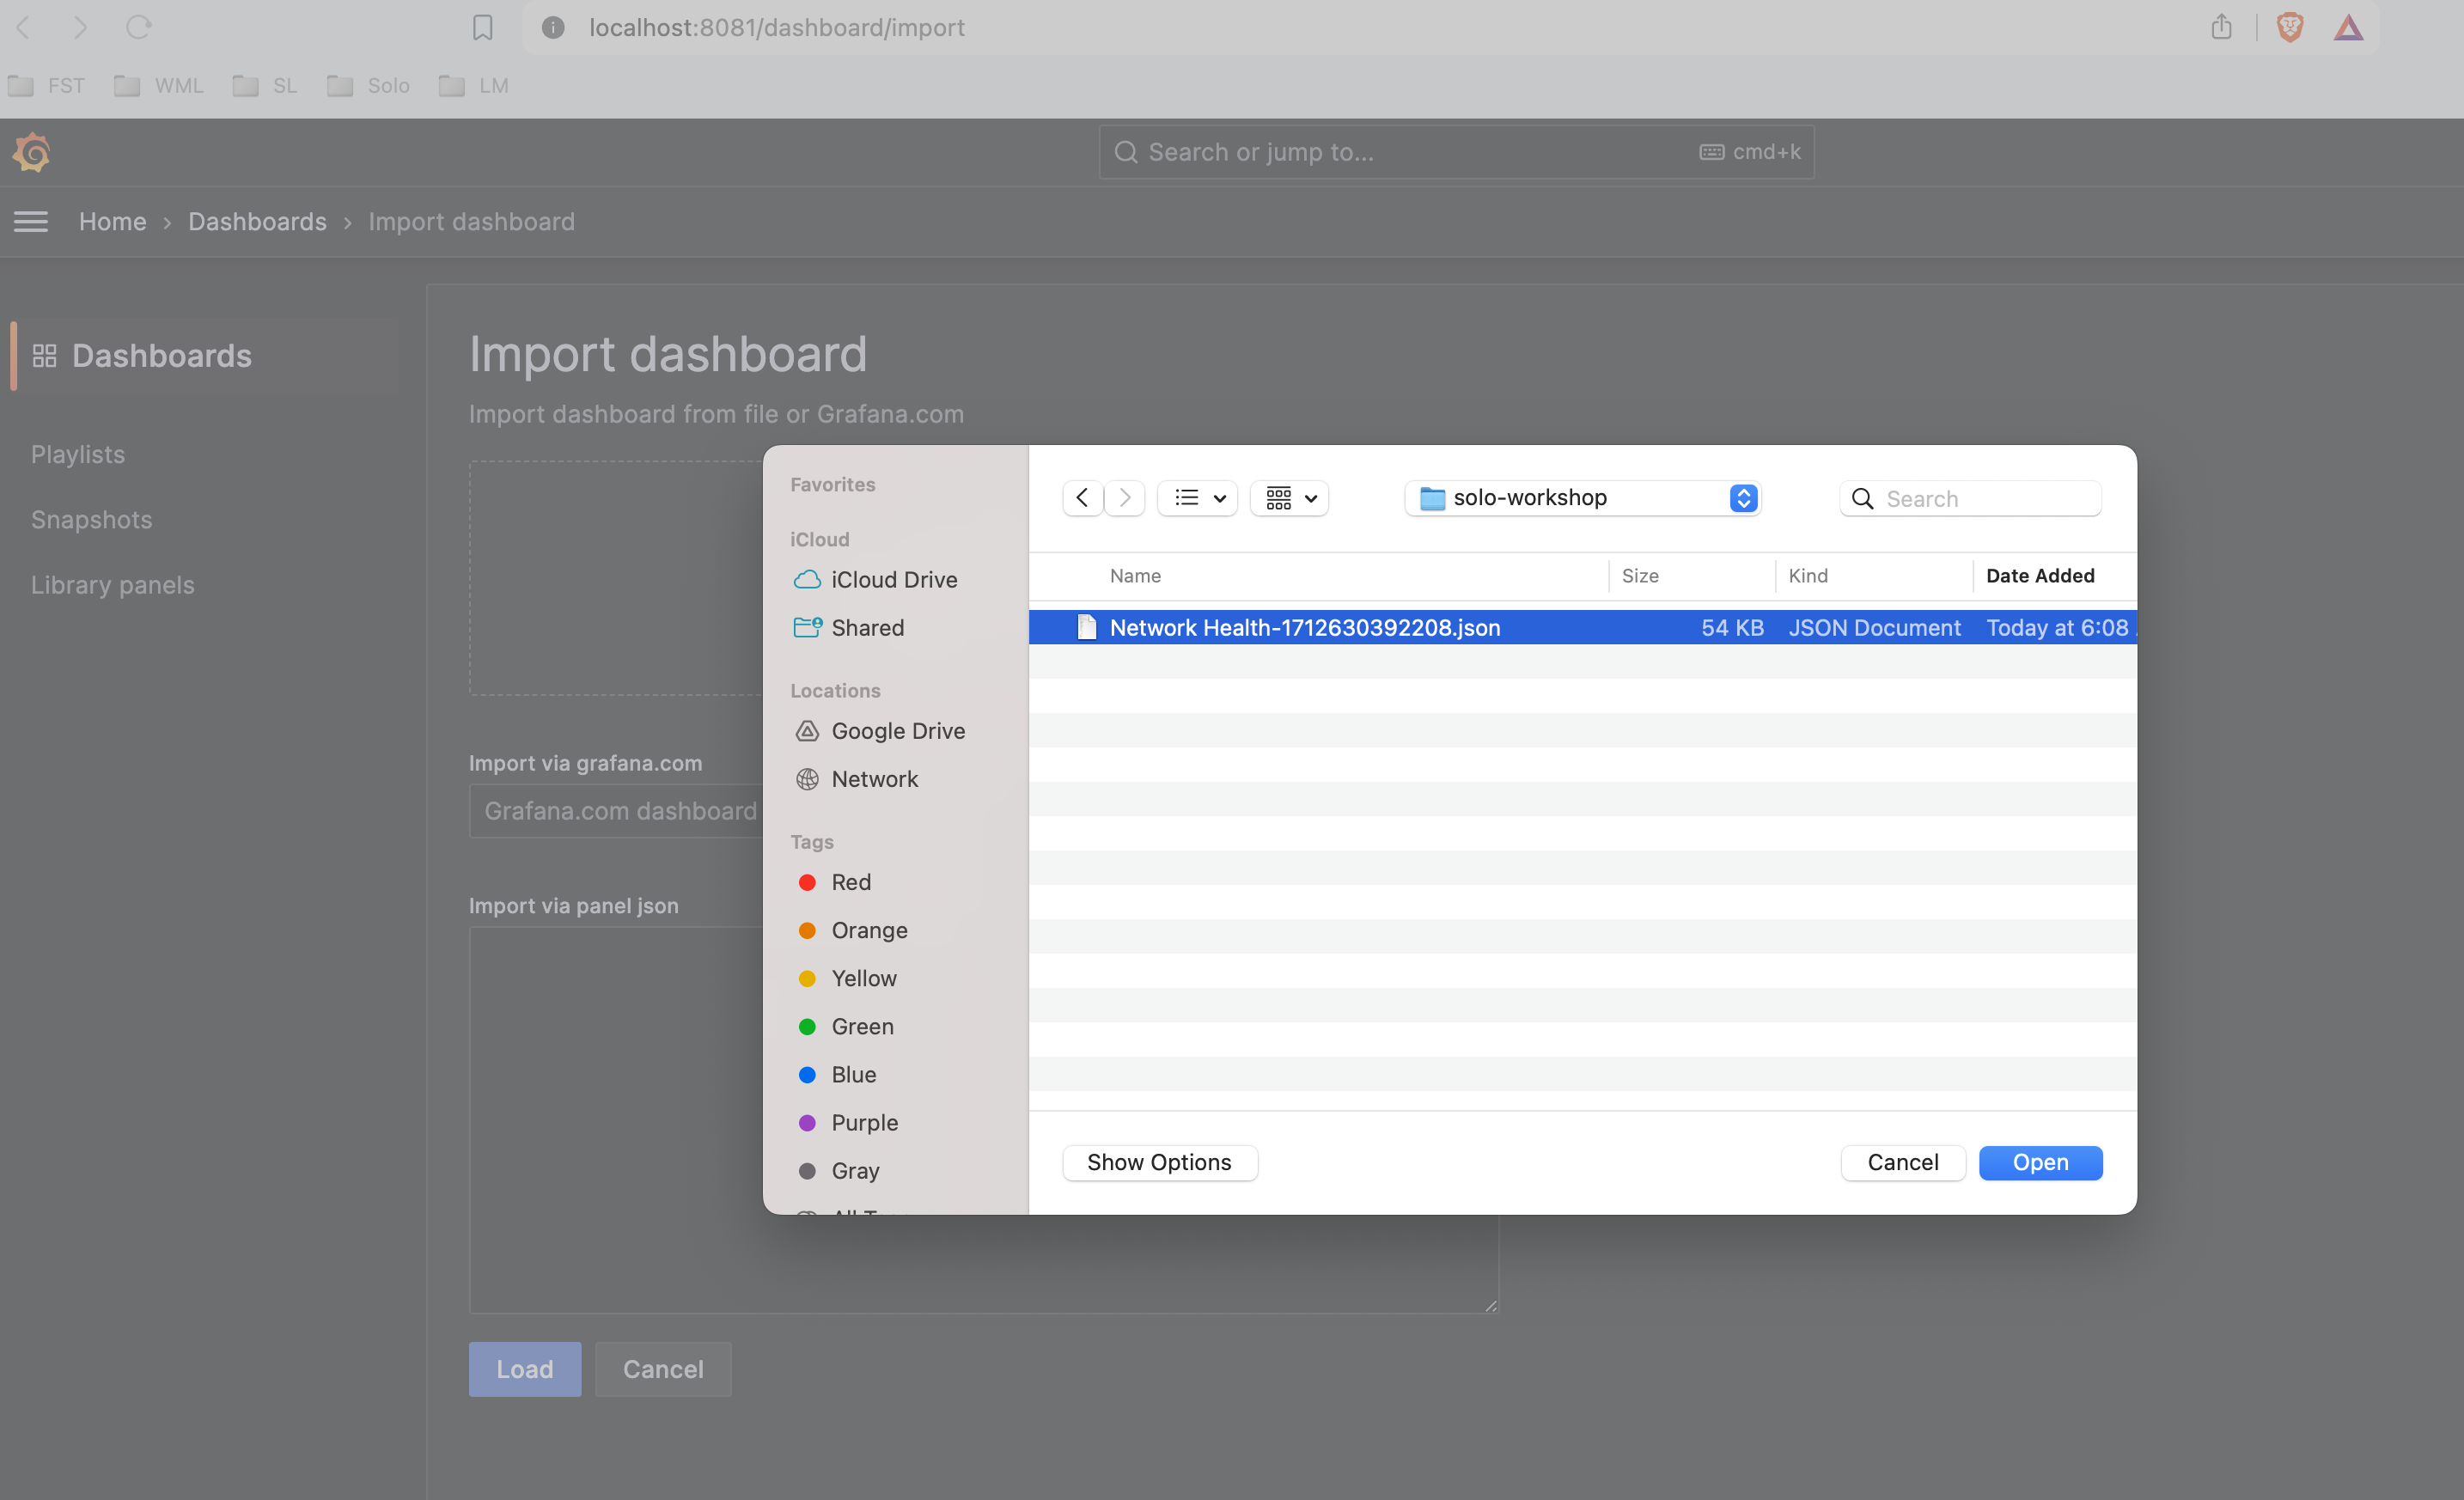 localhost:8081/dashboard/import
FST WML SL Solo LM
Search or jump to... cmd+k
Home › Dashboards › Import dashboard
Dashboards
Playlists
Snapshots
Library panels
Import dashboard
Import dashboard from file or Grafana.com
Import via grafana.com
Grafana.com dashboard
Import via panel json
Load Cancel
Favorites
iCloud
iCloud Drive
Shared
Locations
Google Drive
Network
Tags
Red
Orange
Yellow
Green
Blue
Purple
Gray
solo-workshop
Search
Name Size Kind Date Added
Network Health-1712630392208.json 54 KB JSON Document Today at 6:08
Show Options Cancel Open